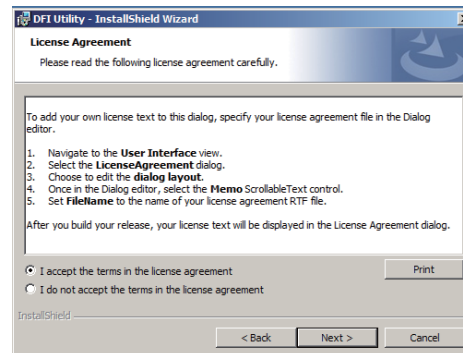 DFI Utility - InstallShield Wizard
License Agreement
Please read the following license agreement carefully.
To add your own license text to this dialog, specify your license agreement file in the Dialog
editor.
1. Navigate to the User Interface view.
2. Select the LicenseAgreement dialog.
3. Choose to edit the dialog layout.
4. Once in the Dialog editor, select the Memo ScrollableText control.
5. Set FileName to the name of your license agreement RTF file.
After you build your release, your license text will be displayed in the License Agreement dialog.
I accept the terms in the license agreement
Print
I do not accept the terms in the license agreement
InstallShield
< Back Next > Cancel